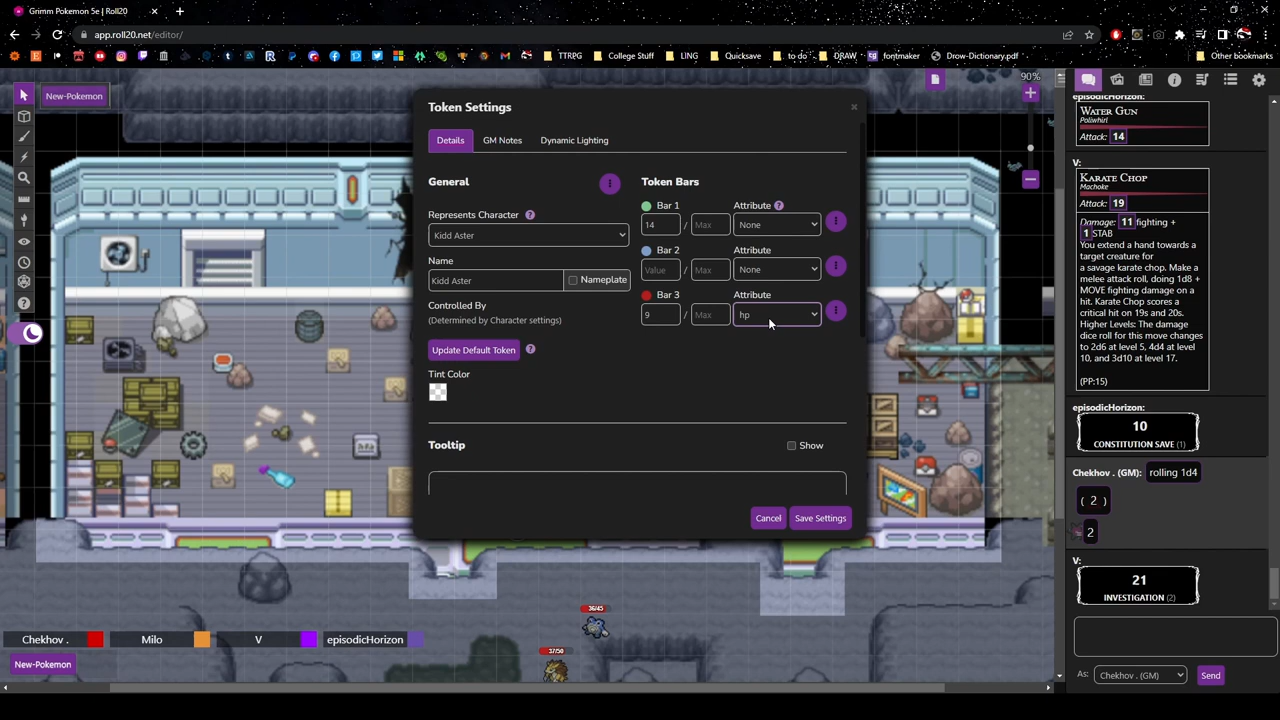 Grimm Pokemon 5e | Roll20
app.roll20.net/editor/
TTRPG
College Stuff
LING
Quicksave
to do
DRAW
fontmaker
Drow-Dictionary.pdf
Other bookmarks
New-Pokemon
90%
Token Settings
Details
GM Notes
Dynamic Lighting
General
Represents Character
Kidd Aster
Name
Kidd Aster
Nameplate
Controlled By
(Determined by Character settings)
Update Default Token
Tint Color
Token Bars
Bar 1
Attribute
14 / Max
None
Bar 2
Attribute
Value / Max
None
Bar 3
Attribute
9 / Max
hp
Tooltip
Show
Cancel
Save Settings
36/45
37/50
Chekhov .
Milo
V
episodicHorizon
New-Pokemon
episodicHorizon:
Water Gun
Poliwhirl
Attack: 14
V:
Karate Chop
Machoke
Attack: 19
Damage: 11 fighting +
1 STAB
You extend a hand towards a
target creature for
a savage karate chop. Make a
melee attack roll, doing 1d8 +
MOVE fighting damage on a
hit. Karate Chop scores a
critical hit on 19s and 20s.
Higher Levels: The damage
dice roll for this move changes
to 2d6 at level 5, 4d4 at level
10, and 3d10 at level 17.
(PP:15)
episodicHorizon:
10
CONSTITUTION SAVE (1)
Chekhov . (GM): rolling 1d4
( 2 )
2
V:
21
INVESTIGATION (2)
As:
Chekhov . (GM)
Send